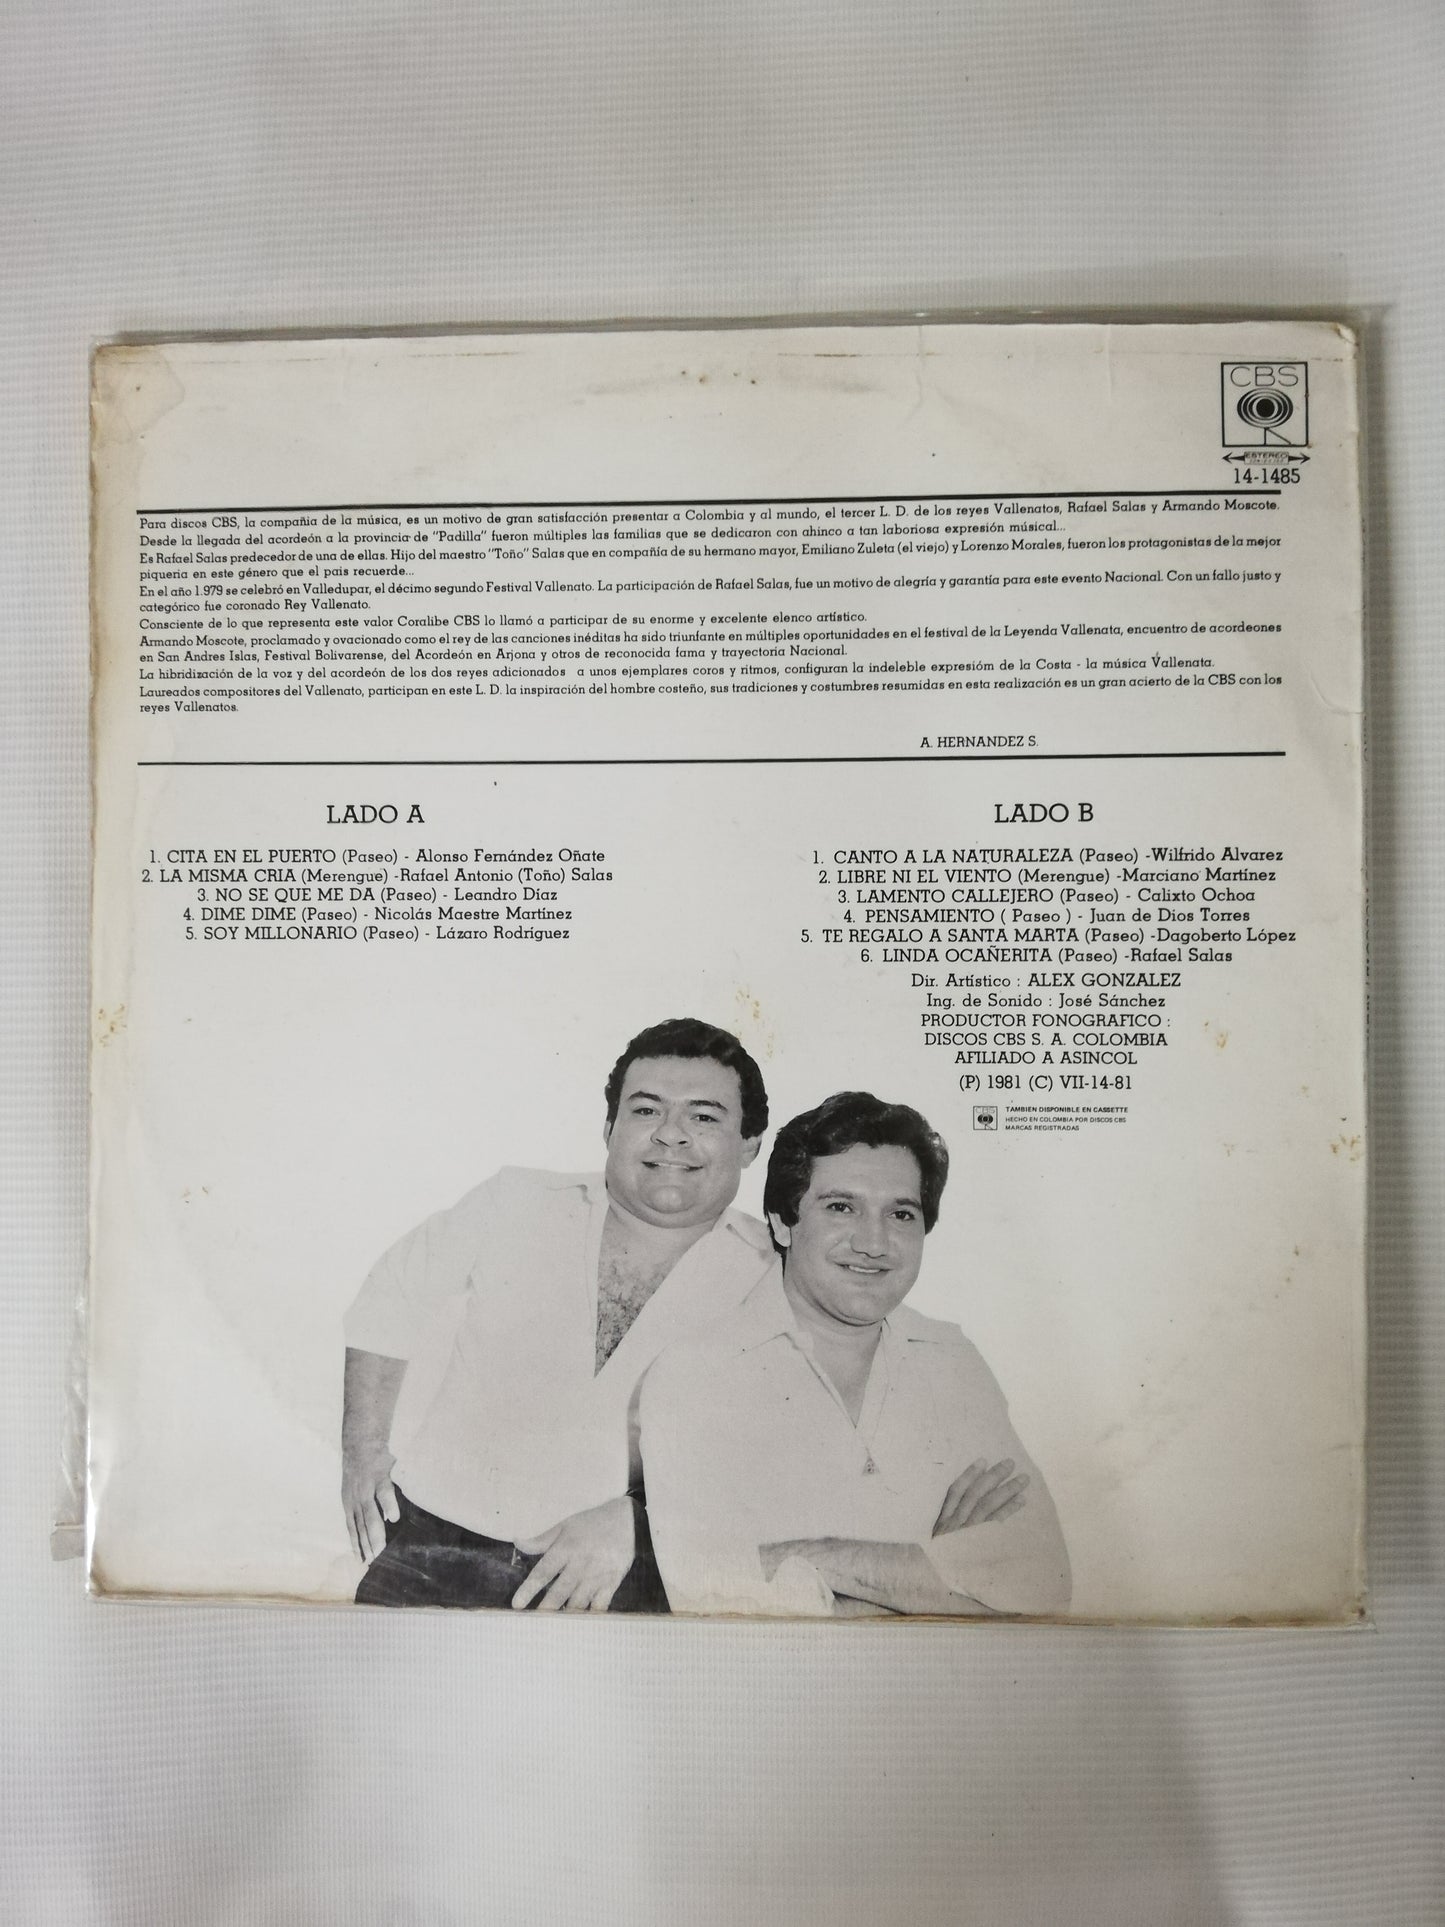 CBS
ESTEREO
14-1485
Para discos CBS, la compañia de la música, es un motivo de gran satisfacción presentar a Colombia y al mundo, el tercer L. D. de los reyes Vallenatos, Rafael Salas y Armando Moscote.
Desde la llegada del acordeón a la provincia de "Padilla" fueron múltiples las familias que se dedicaron con ahinco a tan laboriosa expresión músical...
Es Rafael Salas predecedor de una de ellas. Hijo del maestro "Toño" Salas que en compañía de su hermano mayor, Emiliano Zuleta (el viejo) y Lorenzo Morales, fueron los protagonistas de la mejor
piqueria en este género que el pais recuerde...
En el año 1.979 se celebró en Valledupar, el décimo segundo Festival Vallenato. La participación de Rafael Salas, fue un motivo de alegría y garantía para este evento Nacional. Con un fallo justo y
categórico fue coronado Rey Vallenato.
Consciente de lo que representa este valor Coralibe CBS lo llamó a participar de su enorme y excelente elenco artístico.
Armando Moscote, proclamado y ovacionado como el rey de las canciones inéditas ha sido triunfante en múltiples oportunidades en el festival de la Leyenda Vallenata, encuentro de acordeones
en San Andres Islas, Festival Bolivarense, del Acordeón en Arjona y otros de reconocida fama y trayectoria Nacional.
La hibridización de la voz y del acordeón de los dos reyes adicionados a unos ejemplares coros y ritmos, configuran la indeleble expresióm de la Costa - la música Vallenata.
Laureados compositores del Vallenato, participan en este L. D. la inspiración del hombre costeño, sus tradiciones y costumbres resumidas en esta realización es un gran acierto de la CBS con los
reyes Vallenatos.
A. HERNANDEZ S.
LADO A
1. CITA EN EL PUERTO (Paseo) - Alonso Fernández Oñate
2. LA MISMA CRIA (Merengue) -Rafael Antonio (Toño) Salas
3. NO SE QUE ME DA (Paseo) - Leandro Díaz
4. DIME DIME (Paseo) - Nicolás Maestre Martínez
5. SOY MILLONARIO (Paseo) - Lázaro Rodríguez
LADO B
1. CANTO A LA NATURALEZA (Paseo) -Wilfrido Alvarez
2. LIBRE NI EL VIENTO (Merengue) -Marciano Martínez
3. LAMENTO CALLEJERO (Paseo) - Calixto Ochoa
4. PENSAMIENTO ( Paseo ) - Juan de Dios Torres
5. TE REGALO A SANTA MARTA (Paseo) -Dagoberto López
6. LINDA OCAÑERITA (Paseo) -Rafael Salas
Dir. Artístico : ALEX GONZALEZ
Ing. de Sonido : José Sánchez
PRODUCTOR FONOGRAFICO :
DISCOS CBS S. A. COLOMBIA
AFILIADO A ASINCOL
(P) 1981 (C) VII-14-81
CBS
TAMBIEN DISPONIBLE EN CASSETTE
HECHO EN COLOMBIA POR DISCOS CBS
MARCAS REGISTRADAS